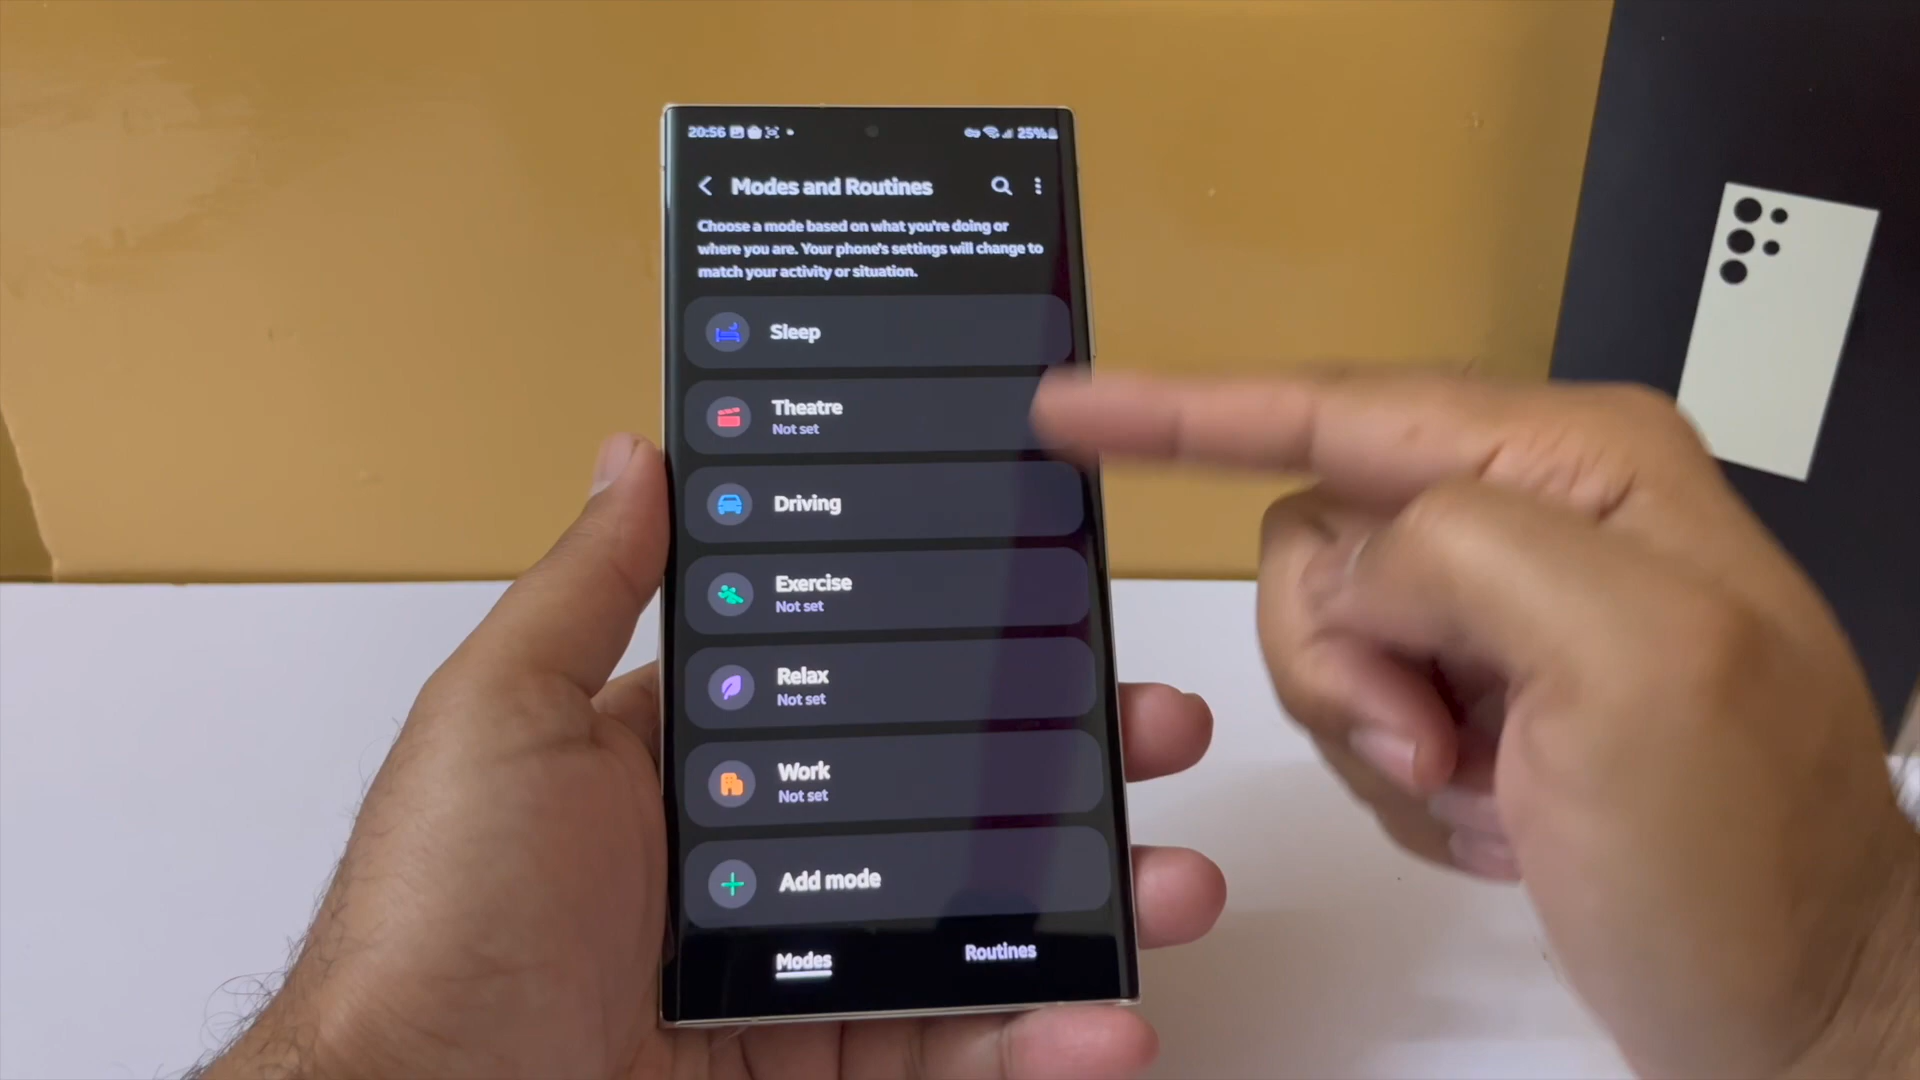 20:56 25%
Modes and Routines
Choose a mode based on what you're doing or
where you are. Your phone's settings will change to
match your activity or situation.
Sleep
Theatre
Not set
Driving
Exercise
Not set
Relax
Not set
Work
Not set
Add mode
Modes Routines